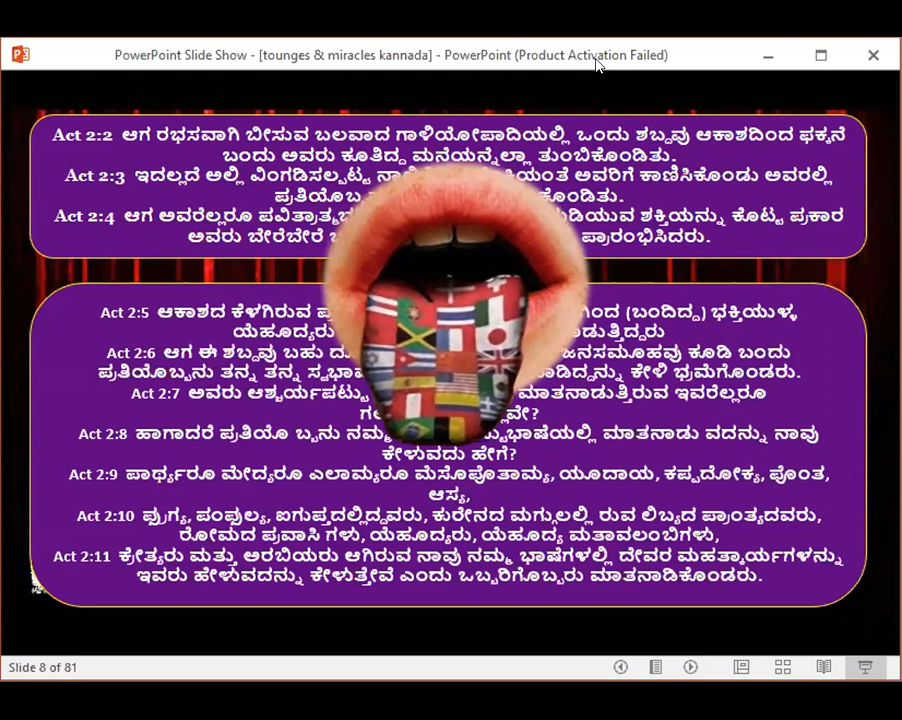 PowerPoint Slide Show - [tounges & miracles kannada] - PowerPoint (Product Activation Failed)
Act 2:2 ಆಗ ರಭಸವಾಗಿ ಬೀಸುವ ಬಲವಾದ ಗಾಳಿಯೋಪಾದಿಯಲ್ಲಿ ಒಂದು ಶಬ್ದವು ಆಕಾಶದಿಂದ ಫಕ್ಕನೆ
ಬಂದು ಅವರು ಕೂತಿದ್ದ ಮನೆಯನ್ನೆಲ್ಲಾ ತುಂಬಿಕೊಂಡಿತು.
Act 2:3 ಇದಲ್ಲದೆ ಅಲ್ಲಿ ವಿಂಗಡಿಸಲ್ಪಟ್ಟ ಅವರಿಗೆ ಕಾಣಿಸಿಕೊಂಡು ಅವರಲ್ಲಿ
Act 2:4 ಆಗ ಅವರೆಲ್ಲರೂ ಶಕ್ತಿಯನ್ನು ಕೊಟ್ಟ ಪ್ರಕಾರ
ಅವರು ಬೇರೆಬೇರೆ ಪ್ರಾರಂಭಿಸಿದರು.
Act 2:5 ಆಕಾಶದ ಕೆಳಗಿರುವ (ಬಂದಿದ್ದ) ಭಕ್ತಿಯುಳ್ಳ
ಯೆಹೂದ್ಯರು
Act 2:6 ಆಗ ಈ ಶಬ್ದವು ಬಹು ಕೂಡಿ ಬಂದು
ಪ್ರತಿಯೊಬ್ಬನು ತನ್ನ ತನ್ನ ಕೇಳಿ ಭ್ರಮೆಗೊಂಡರು.
Act 2:7 ಅವರು ಮಾತನಾಡುತ್ತಿರುವ ಇವರೆಲ್ಲರೂ
Act 2:8 ಹಾಗಾದರೆ ಪ್ರತಿಯೊ ಬ್ಬನು ಮಾತನಾಡು ವದನ್ನು ನಾವು
ಕೇಳುವದು ಹೇಗೆ?
Act 2:9 ಪಾರ್ಥ್ಯರೂ ಮೇದ್ಯರೂ ಎಲಾಮ್ಯರೂ ಮೆಸೊಪೊತಾಮ್ಯ, ಯೂದಾಯ, ಕಪ್ಪದೋಕ್ಯ, ಪೊಂತ,
ಆಸ್ಯ,
Act 2:10 ಫ್ರುಗ್ಯ, ಪಂಫುಲ್ಯ, ಐಗುಪ್ತದಲ್ಲಿದ್ದವರು, ಕುರೇನದ ಮಗ್ಗುಲಲ್ಲಿ ರುವ ಲಿಬ್ಯದ ಪ್ರಾಂತ್ಯದವರು,
ರೋಮದ ಪ್ರವಾಸಿ ಗಳು, ಯೆಹೂದ್ಯರು, ಯೆಹೂದ್ಯ ಮತಾವಲಂಬಿಗಳು,
Act 2:11 ಕ್ರೇತ್ಯರು ಮತ್ತು ಅರಬಿಯರು ಆಗಿರುವ ನಾವು ನಮ್ಮ ಭಾಷೆಗಳಲ್ಲಿ ದೇವರ ಮಹತ್ಕಾರ್ಯಗಳನ್ನು
ಇವರು ಹೇಳುವದನ್ನು ಕೇಳುತ್ತೇವೆ ಎಂದು ಒಬ್ಬರಿಗೊಬ್ಬರು ಮಾತನಾಡಿಕೊಂಡರು.
Slide 8 of 81